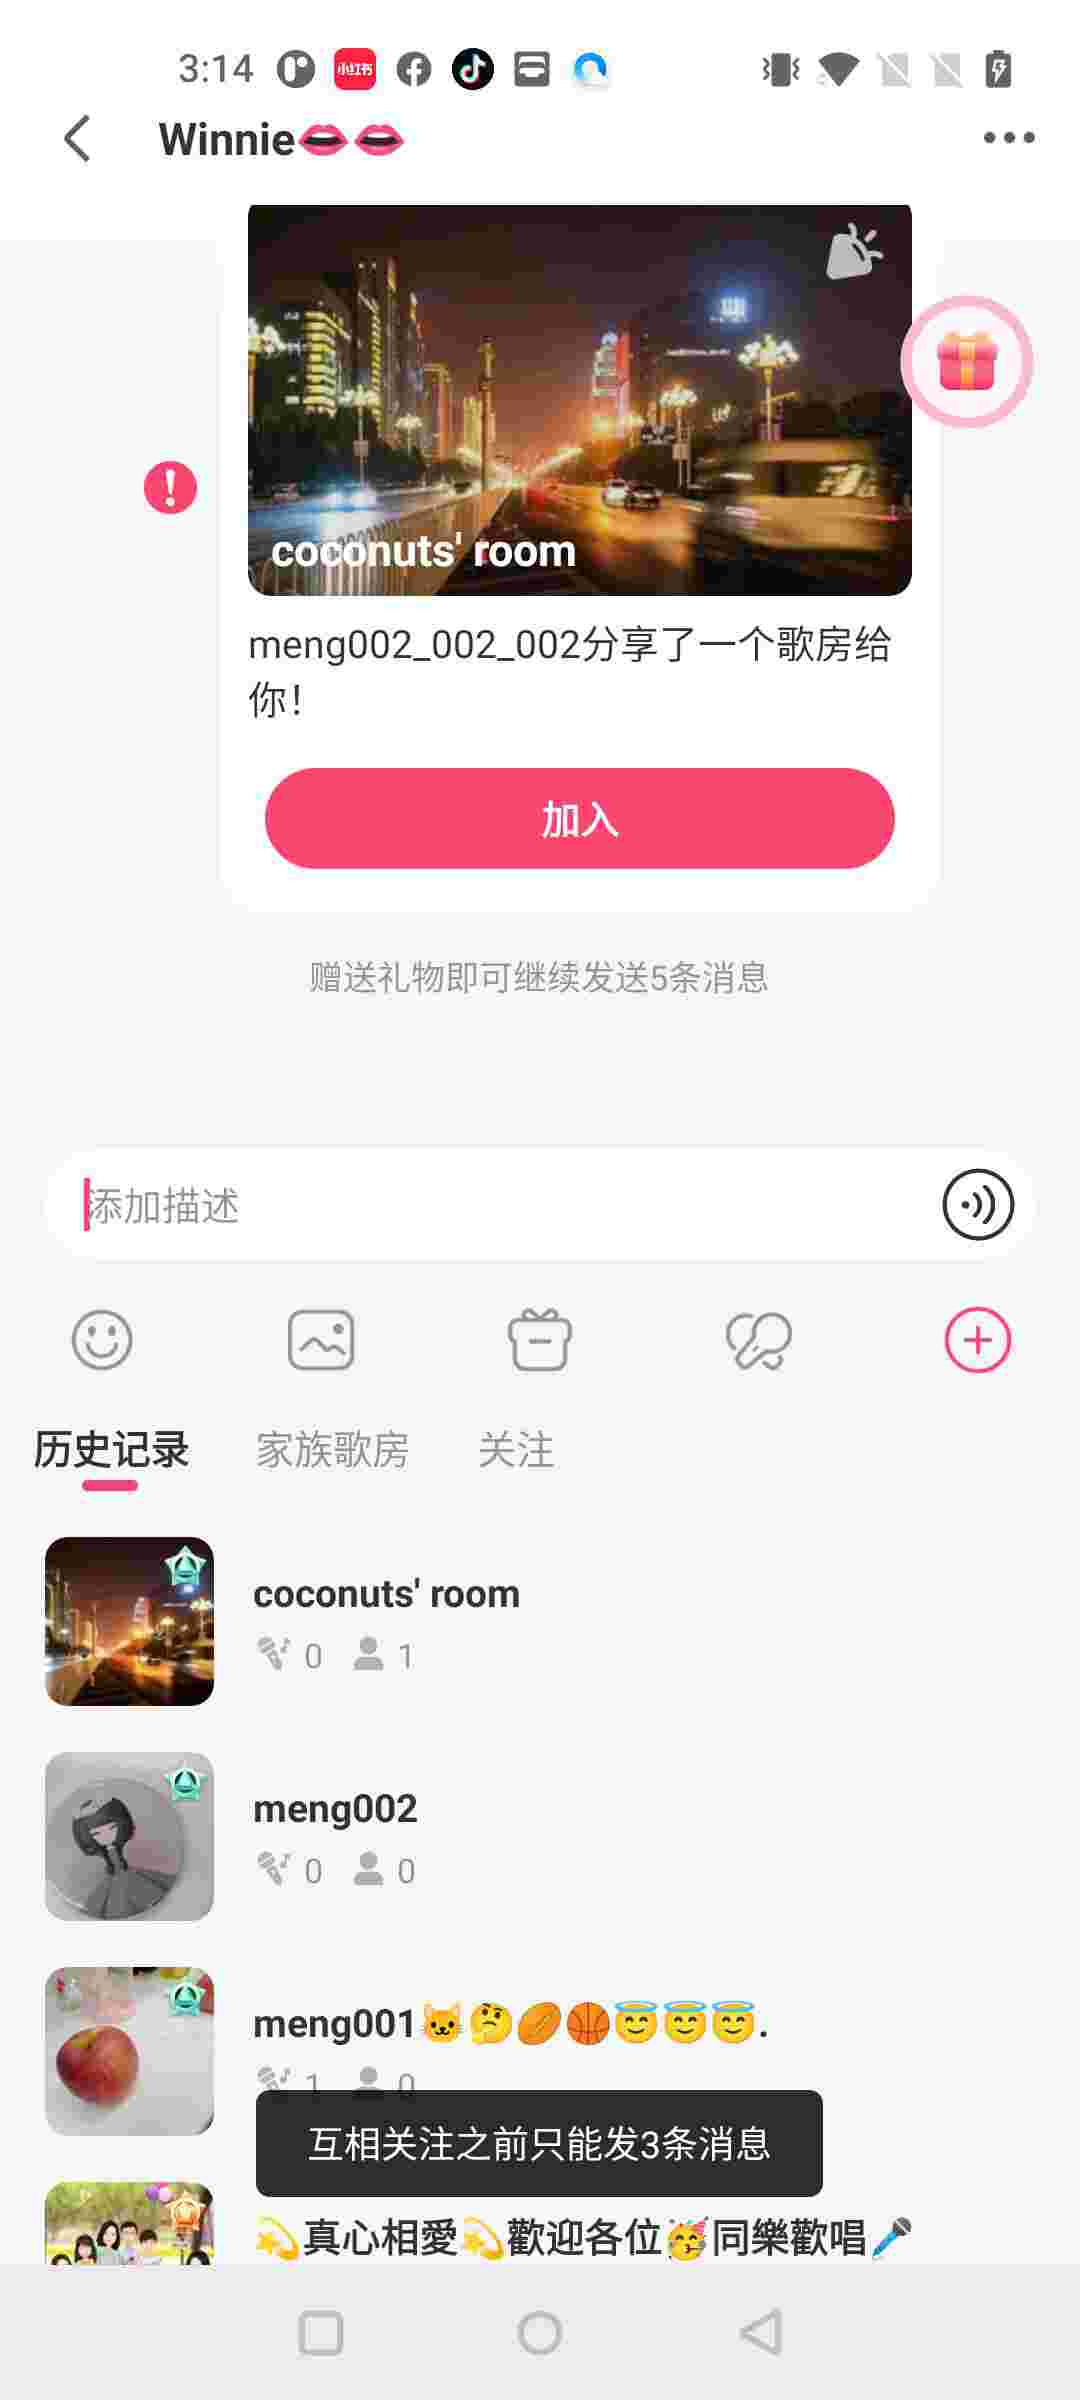 3:14
小红书
Winnie👄👄
coconuts' room
meng002_002_002分享了一个歌房给
你!
加入
赠送礼物即可继续发送5条消息
添加描述
历史记录 家族歌房 关注
coconuts' room
0 1
meng002
0 0
meng001🐱🤔🏉🏀😇😇😇.
1 0
互相关注之前只能发3条消息
💫真心相愛💫歡迎各位🥳同樂歡唱🎤